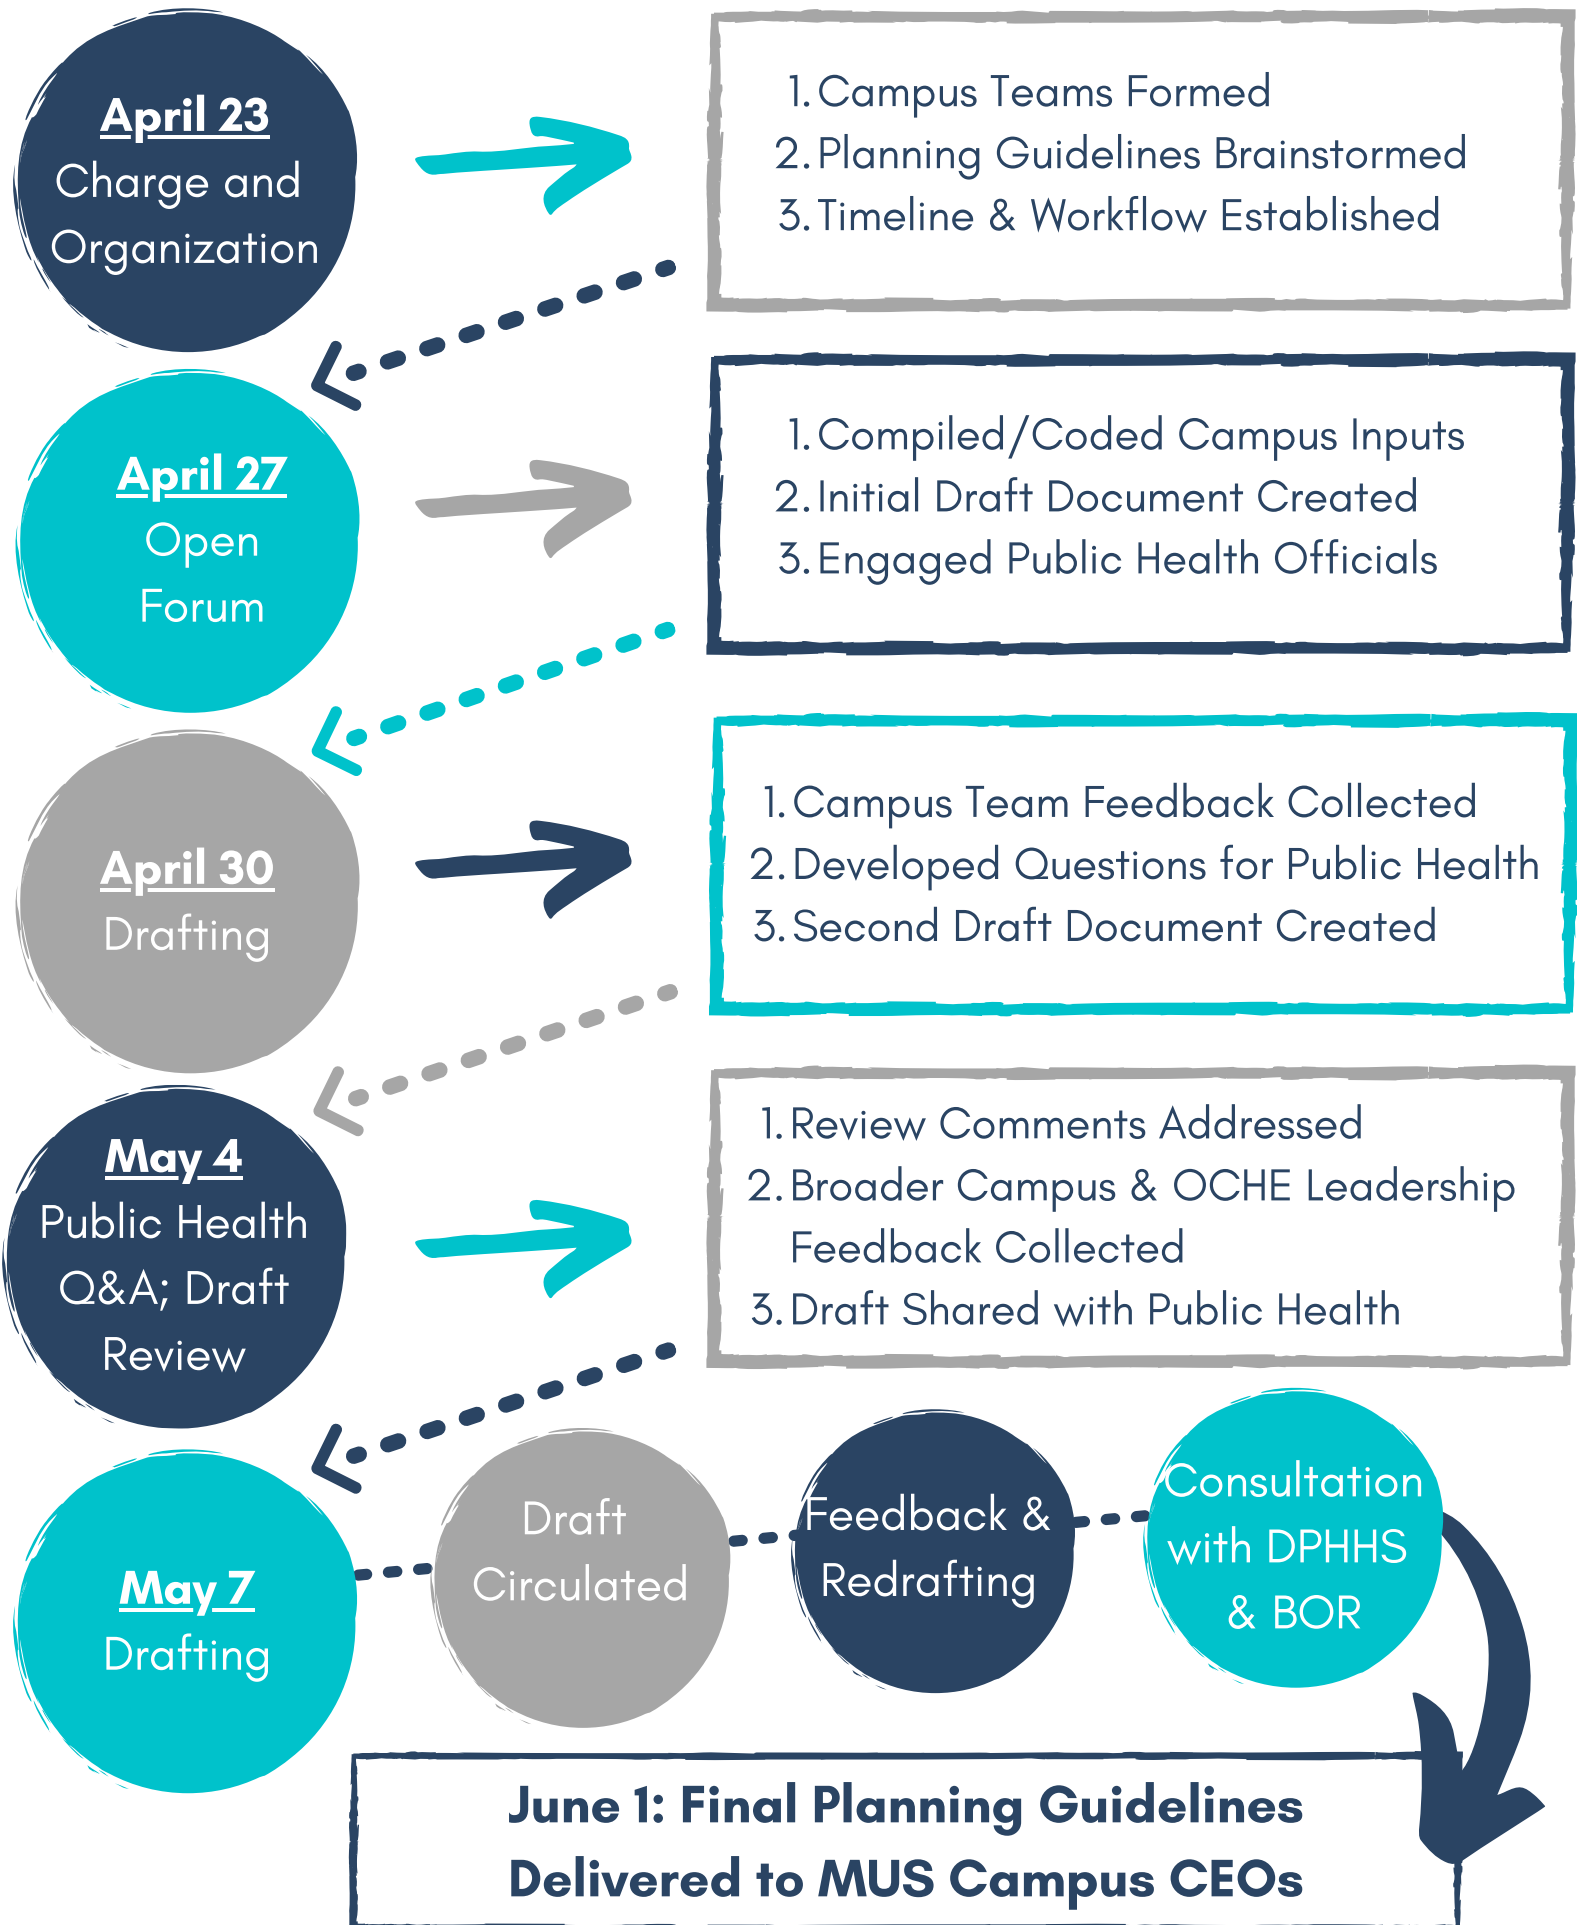 April 23
Charge and
Organization
1. Campus Teams Formed
2. Planning Guidelines Brainstormed
3. Timeline & Workflow Established
April 27
Open
Forum
1. Compiled/Coded Campus Inputs
2. Initial Draft Document Created
3. Engaged Public Health Officials
April 30
Drafting
1. Campus Team Feedback Collected
2. Developed Questions for Public Health
3. Second Draft Document Created
May 4
Public Health
Q&A; Draft
Review
1. Review Comments Addressed
2. Broader Campus & OCHE Leadership
Feedback Collected
3. Draft Shared with Public Health
May 7
Drafting
Draft
Circulated
Feedback &
Redrafting
Consultation
with DPHHS
& BOR
June 1: Final Planning Guidelines
Delivered to MUS Campus CEOs